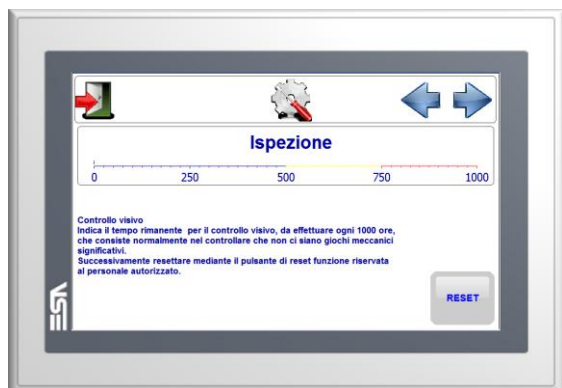 Ispezione
0 250 500 750 1000
Controllo visivo
Indica il tempo rimanente per il controllo visivo, da effettuare ogni 1000 ore,
che consiste normalmente nel controllare che non ci siano giochi meccanici
significativi.
Successivamente resettare mediante il pulsante di reset funzione riservata
al personale autorizzato.
RESET
ESA